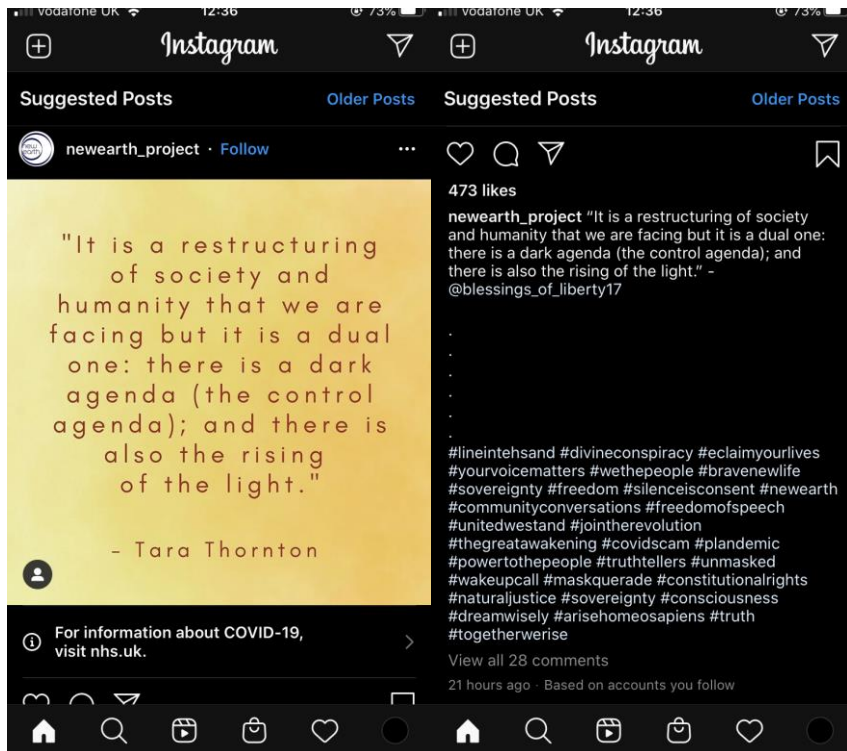 vodafone UK 12:36 73%
Instagram
Suggested Posts Older Posts
new earth
newearth_project · Follow
"It is a restructuring
of society and
humanity that we are
facing but it is a dual
one: there is a dark
agenda (the control
agenda); and there is
also the rising
of the light."
- Tara Thornton
For information about COVID-19,
visit nhs.uk.
vodafone UK 12:36 73%
Instagram
Suggested Posts Older Posts
473 likes
newearth_project “It is a restructuring of society
and humanity that we are facing but it is a dual one:
there is a dark agenda (the control agenda); and
there is also the rising of the light.” -
@blessings_of_liberty17
.
.
.
.
.
.
#lineintehsand #divineconspiracy #eclaimyourlives
#yourvoicematters #wethepeople #bravenewlife
#sovereignty #freedom #silenceisconsent #newearth
#communityconversations #freedomofspeech
#unitedwestand #jointherevolution
#thegreatawakening #covidscam #plandemic
#powertothepeople #truthtellers #unmasked
#wakeupcall #maskquerade #constitutionalrights
#naturaljustice #sovereignty #consciousness
#dreamwisely #arisehomeosapiens #truth
#togetherwerise
View all 28 comments
21 hours ago · Based on accounts you follow